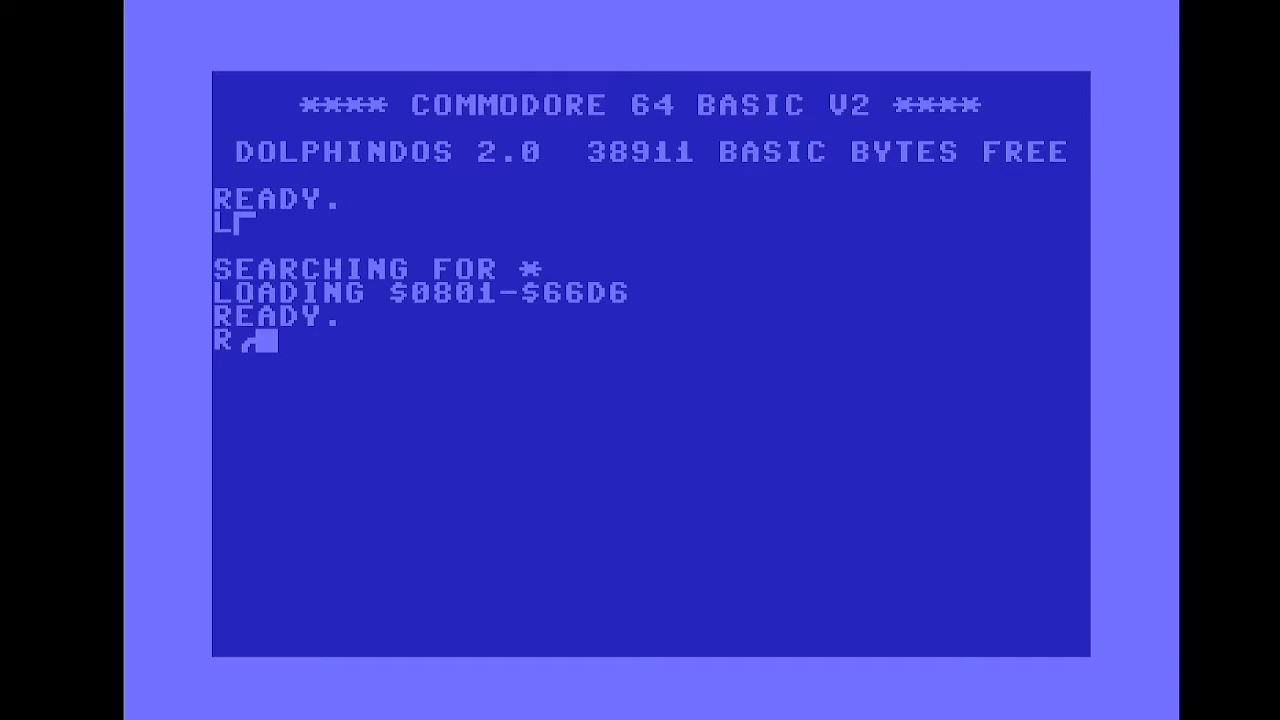 **** COMMODORE 64 BASIC V2 ****
DOLPHINDOS 2.0  38911 BASIC BYTES FREE
READY.
L┌
SEARCHING FOR *
LOADING $0801-$66D6
READY.
R╭